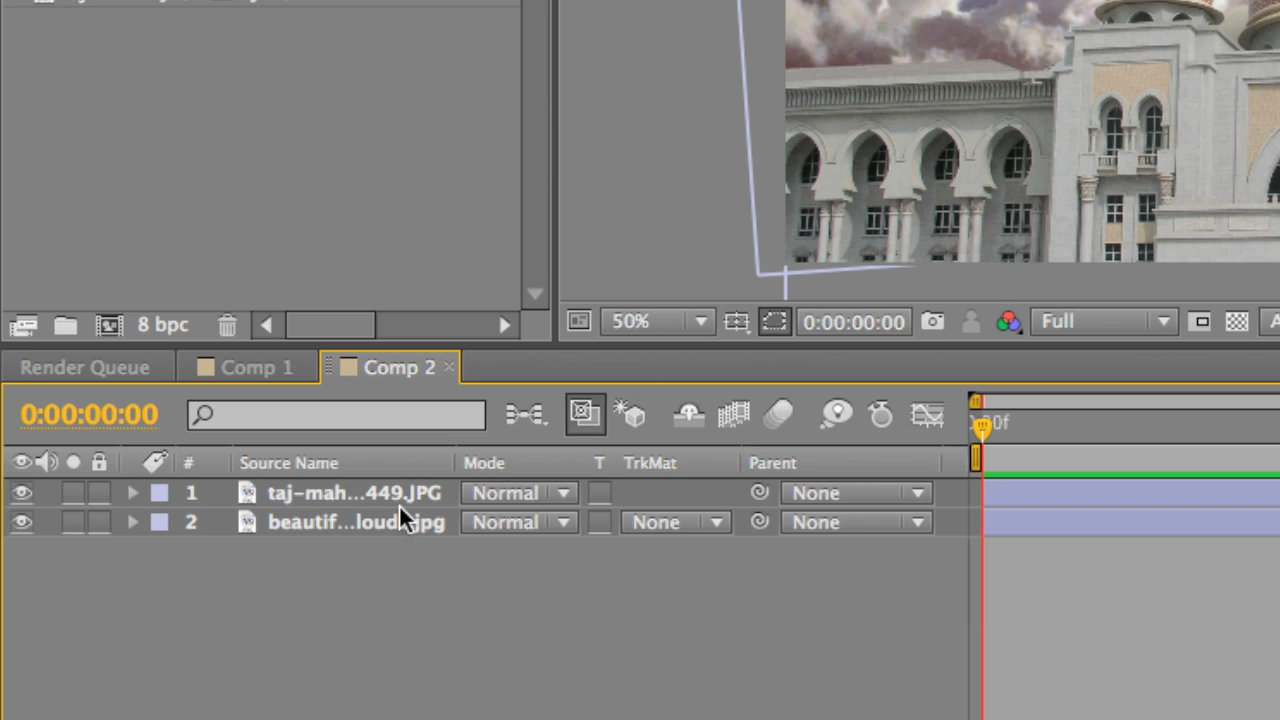 8 bpc
50%
0:00:00:00
Full
Render Queue
Comp 1
Comp 2
0:00:00:00
00f
#
Source Name
Mode
T
TrkMat
Parent
1
taj-mah...449.JPG
Normal
None
2
beautif...loud
jpg
Normal
None
None